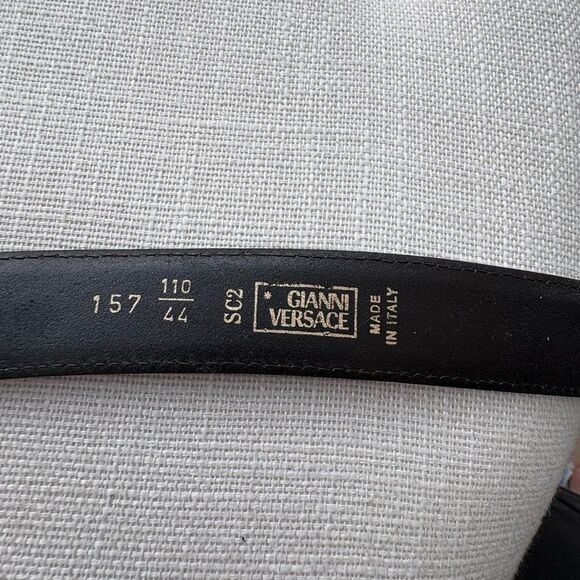 157
110
44
SC2
* GIANNI
VERSACE
MADE
IN ITALY